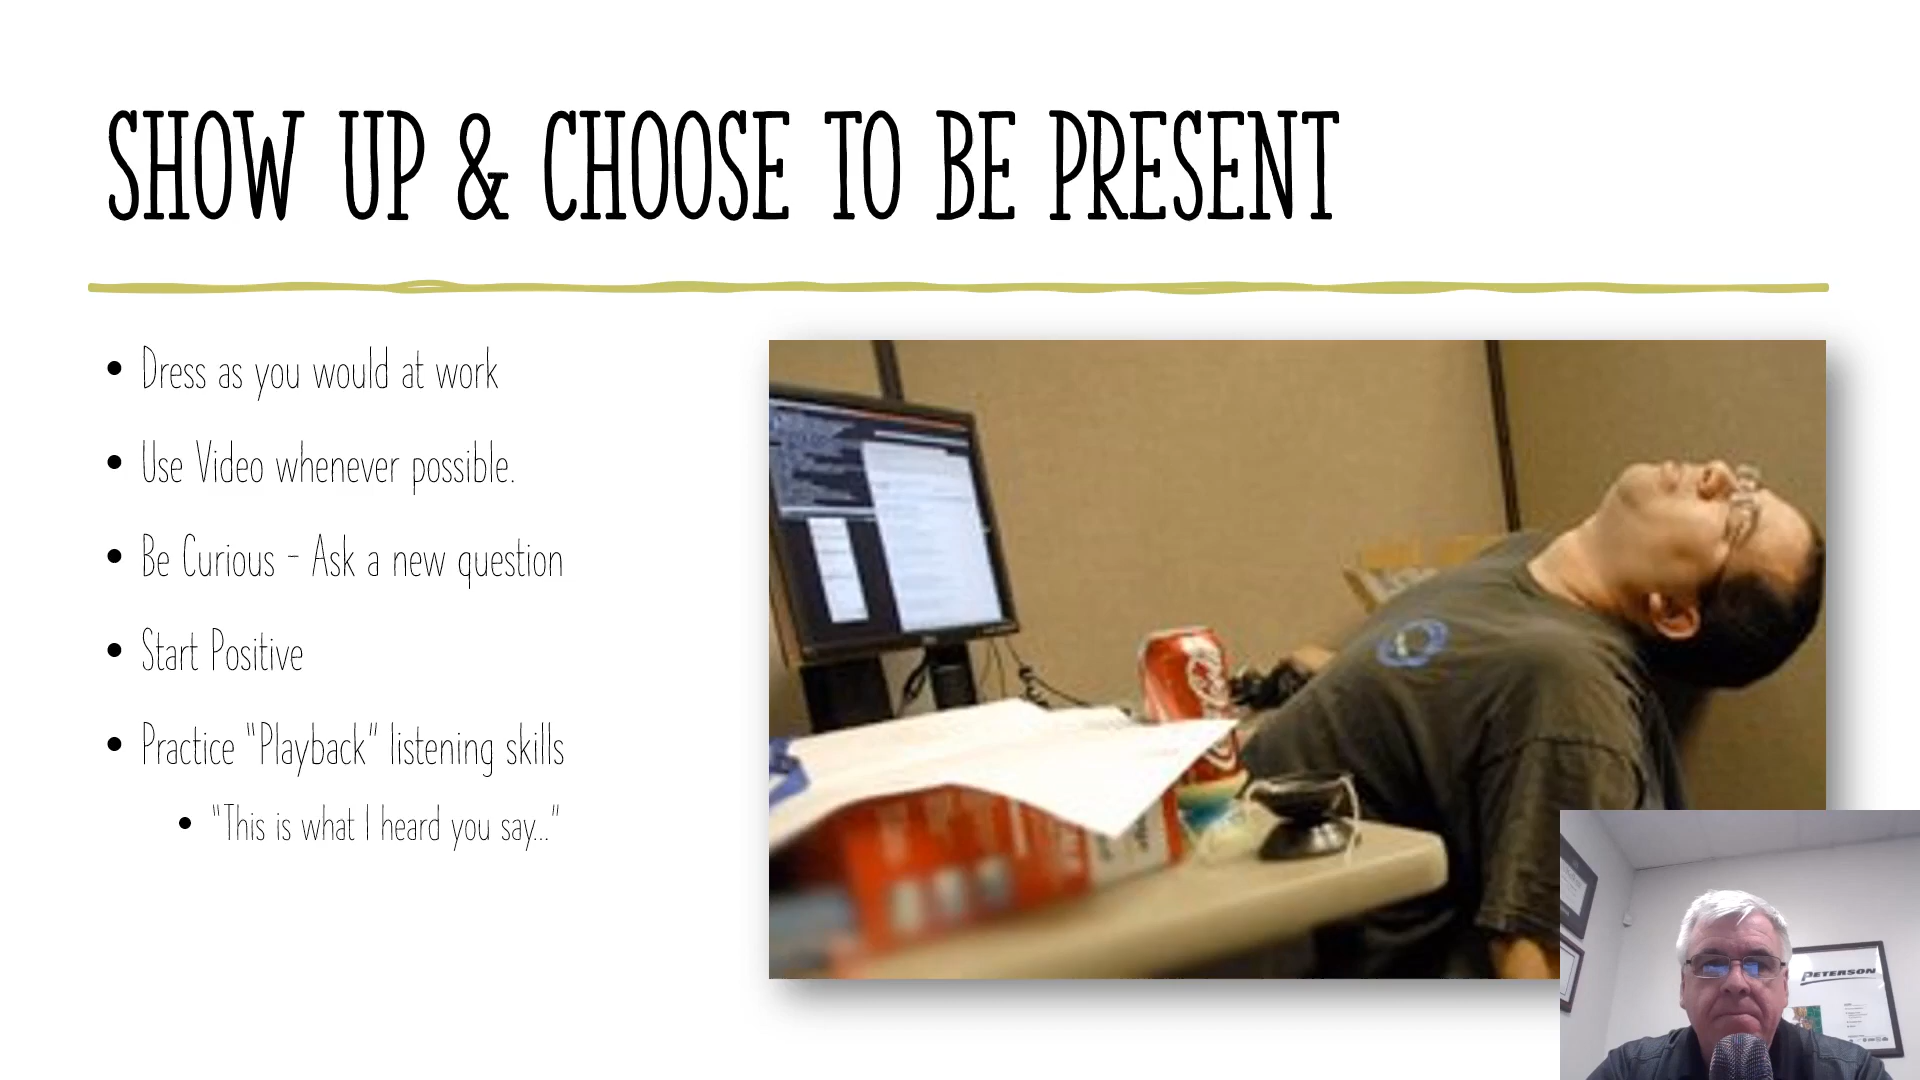 SHOW UP & CHOOSE TO BE PRESENT
• Dress as you would at work
• Use Video whenever possible.
• Be Curious - Ask a new question
• Start Positive
• Practice "Playback" listening skills
• "This is what I heard you say..."
PETERSON